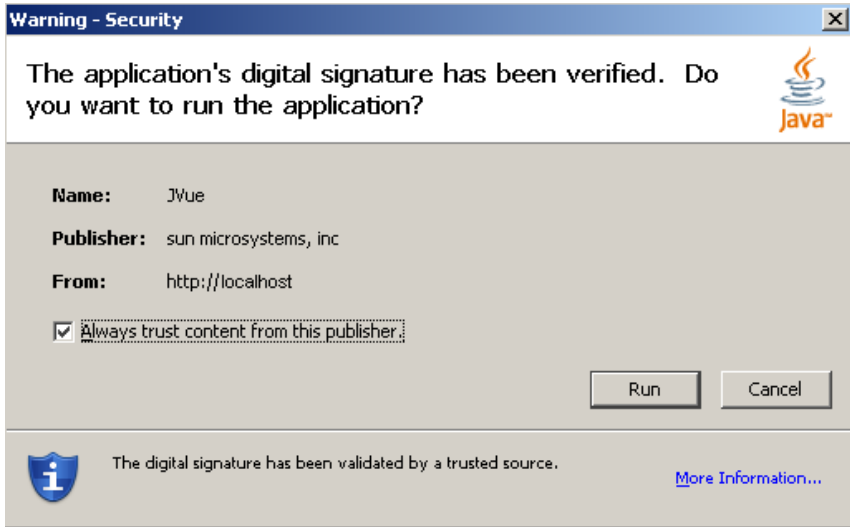 Warning - Security
The application's digital signature has been verified. Do
you want to run the application?
Java™
Name: JVue
Publisher: sun microsystems, inc
From: http://localhost
Always trust content from this publisher.
Run Cancel
The digital signature has been validated by a trusted source.
More Information...